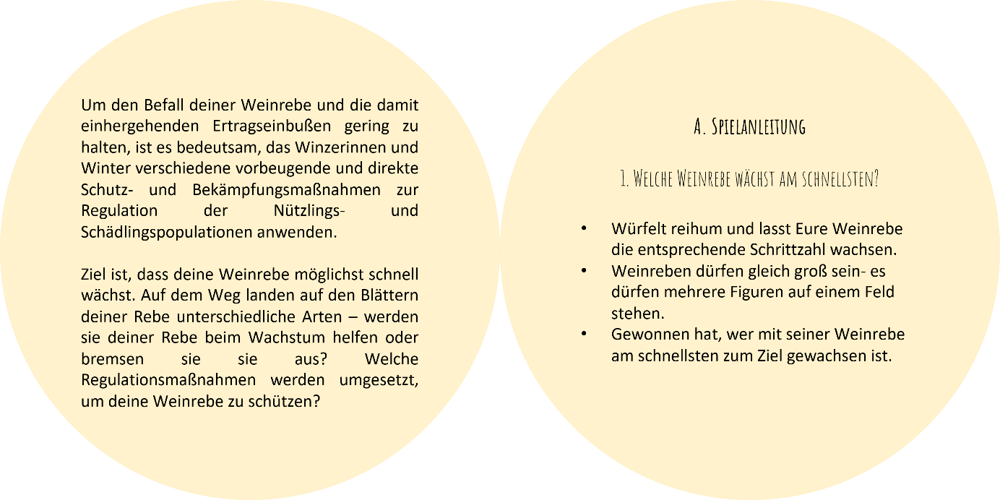 Um den Befall deiner Weinrebe und die damit
einhergehenden Ertragseinbußen gering zu
halten, ist es bedeutsam, das Winzerinnen und
Winter verschiedene vorbeugende und direkte
Schutz- und Bekämpfungsmaßnahmen zur
Regulation der Nützlings- und
Schädlingspopulationen anwenden.
Ziel ist, dass deine Weinrebe möglichst schnell
wächst. Auf dem Weg landen auf den Blättern
deiner Rebe unterschiedliche Arten – werden
sie deiner Rebe beim Wachstum helfen oder
bremsen sie sie aus? Welche
Regulationsmaßnahmen werden umgesetzt,
um deine Weinrebe zu schützen?
A. Spielanleitung
1. Welche Weinrebe wächst am schnellsten?
• Würfelt reihum und lasst Eure Weinrebe
die entsprechende Schrittzahl wachsen.
• Weinreben dürfen gleich groß sein- es
dürfen mehrere Figuren auf einem Feld
stehen.
• Gewonnen hat, wer mit seiner Weinrebe
am schnellsten zum Ziel gewachsen ist.